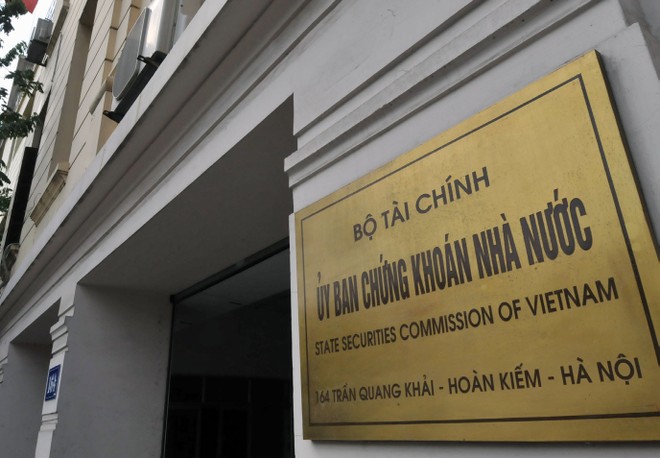 BỘ TÀI CHÍNH
ỦY BAN CHỨNG KHOÁN NHÀ NƯỚC
STATE SECURITIES COMMISSION OF VIETNAM
164 TRẦN QUANG KHẢI - HOÀN KIẾM - HÀ NỘI
164